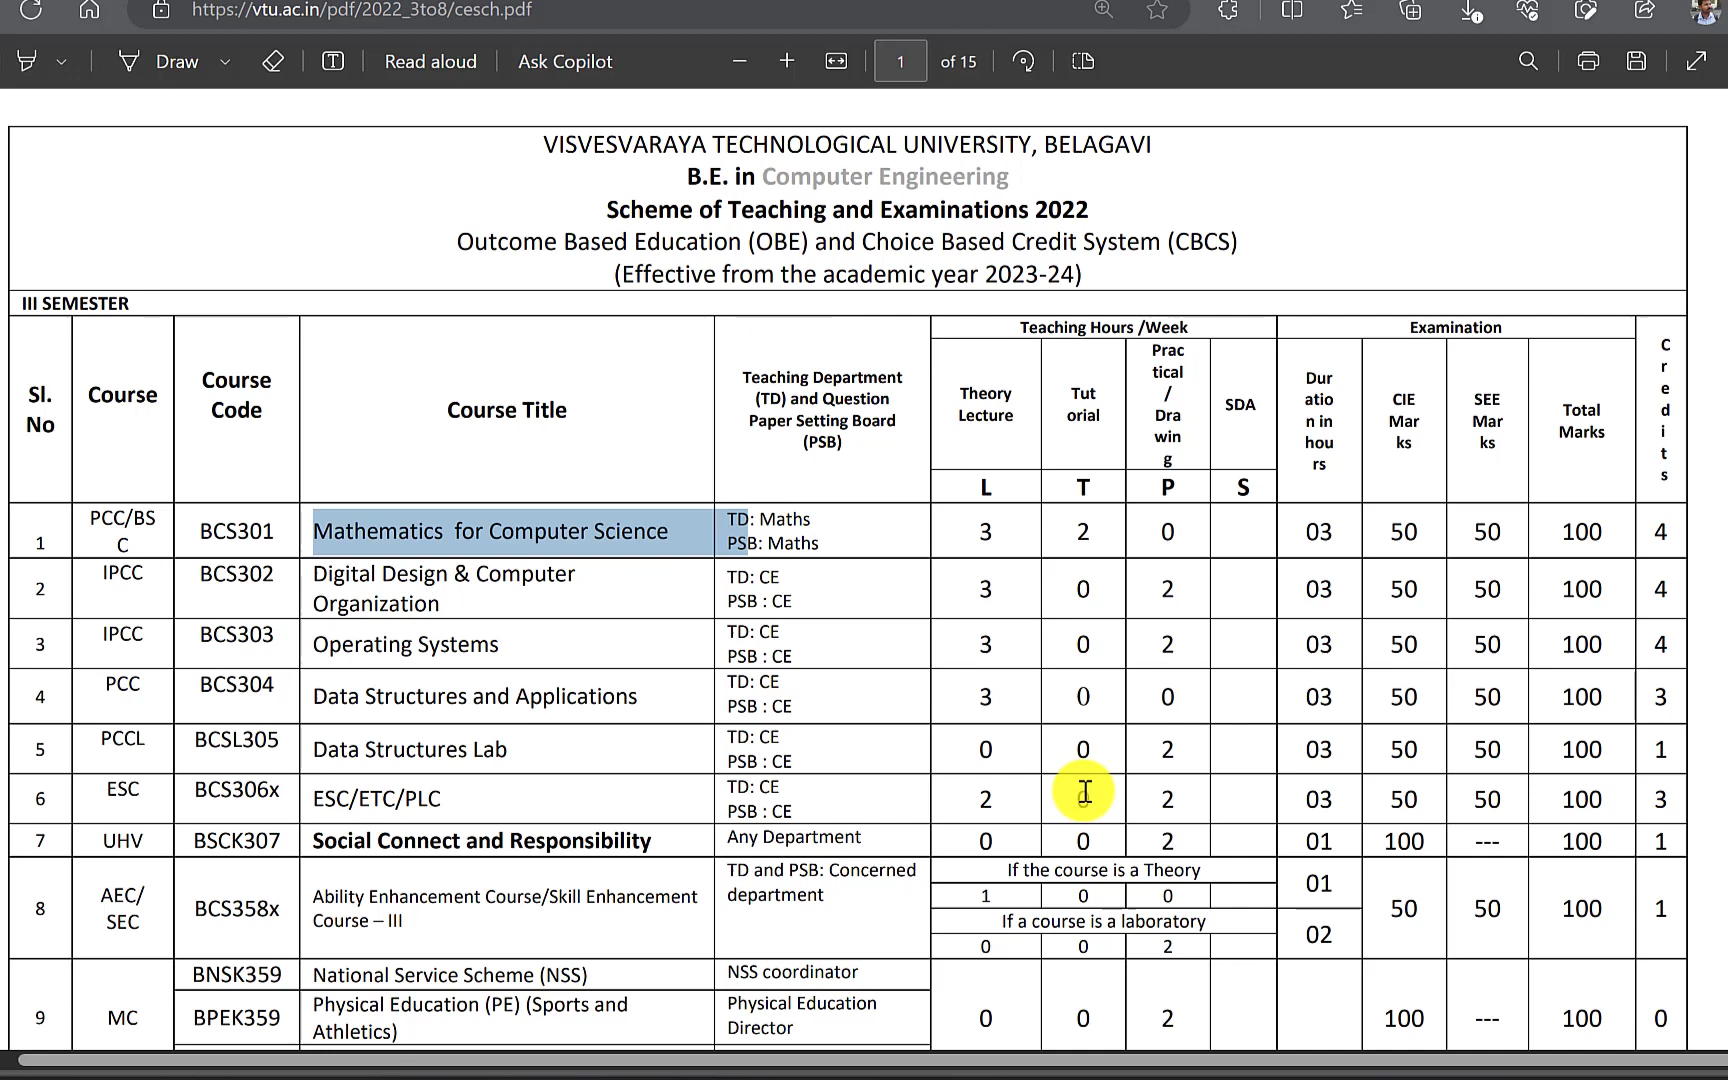 https://vtu.ac.in/pdf/2022_3to8/cesch.pdf
Draw Read aloud Ask Copilot 1 of 15
VISVESVARAYA TECHNOLOGICAL UNIVERSITY, BELAGAVI
B.E. in Computer Engineering
Scheme of Teaching and Examinations 2022
Outcome Based Education (OBE) and Choice Based Credit System (CBCS)
(Effective from the academic year 2023-24)
III SEMESTER
Sl. No
Course
Course Code
Course Title
Teaching Department (TD) and Question Paper Setting Board (PSB)
Teaching Hours /Week
Theory Lecture
Tut orial
Prac tical / Dra win g
SDA
L T P S
Examination
Dur atio n in hou rs
CIE Mar ks
SEE Mar ks
Total Marks
C r e d i t s
1 PCC/BS C BCS301 Mathematics for Computer Science TD: Maths PSB: Maths 3 2 0 03 50 50 100 4
2 IPCC BCS302 Digital Design & Computer Organization TD: CE PSB : CE 3 0 2 03 50 50 100 4
3 IPCC BCS303 Operating Systems TD: CE PSB : CE 3 0 2 03 50 50 100 4
4 PCC BCS304 Data Structures and Applications TD: CE PSB : CE 3 0 0 03 50 50 100 3
5 PCCL BCSL305 Data Structures Lab TD: CE PSB : CE 0 0 2 03 50 50 100 1
6 ESC BCS306x ESC/ETC/PLC TD: CE PSB : CE 2 0 2 03 50 50 100 3
7 UHV BSCK307 Social Connect and Responsibility Any Department 0 0 2 01 100 --- 100 1
8 AEC/ SEC BCS358x Ability Enhancement Course/Skill Enhancement Course – III TD and PSB: Concerned department
If the course is a Theory 01
1 0 0
50 50 100 1
If a course is a laboratory 02
0 0 2
9 MC
BNSK359 National Service Scheme (NSS) NSS coordinator
BPEK359 Physical Education (PE) (Sports and Athletics) Physical Education Director
0 0 2 100 --- 100 0